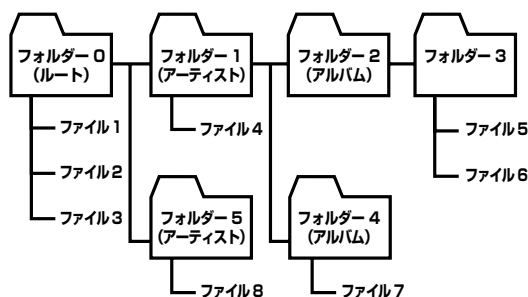 フォルダー 0
(ルート)
フォルダー 1
(アーティスト)
フォルダー 2
(アルバム)
フォルダー 3
ファイル 1
ファイル 2
ファイル 3
ファイル 4
ファイル 5
ファイル 6
フォルダー 5
(アーティスト)
フォルダー 4
(アルバム)
ファイル 8
ファイル 7